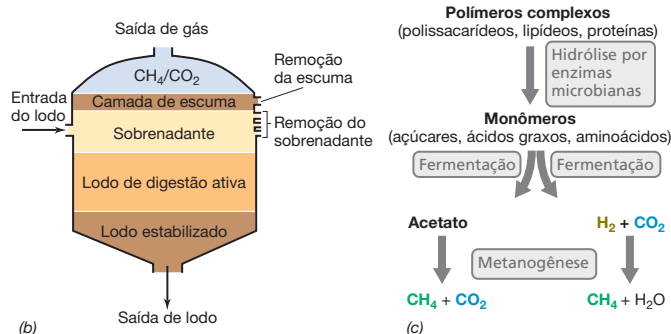 Saída de gás
CH₄/CO₂
Remoção
da escuma
Camada de escuma
Entrada
do lodo
Sobrenadante
Remoção do
sobrenadante
Lodo de digestão ativa
Lodo estabilizado
Saída de lodo
(b)
Polímeros complexos
(polissacarídeos, lipídeos, proteínas)
Hidrólise por
enzimas
microbianas
Monômeros
(açúcares, ácidos graxos, aminoácidos)
Fermentação
Fermentação
Acetato
H₂ + CO₂
Metanogênese
CH₄ + CO₂
CH₄ + H₂O
(c)